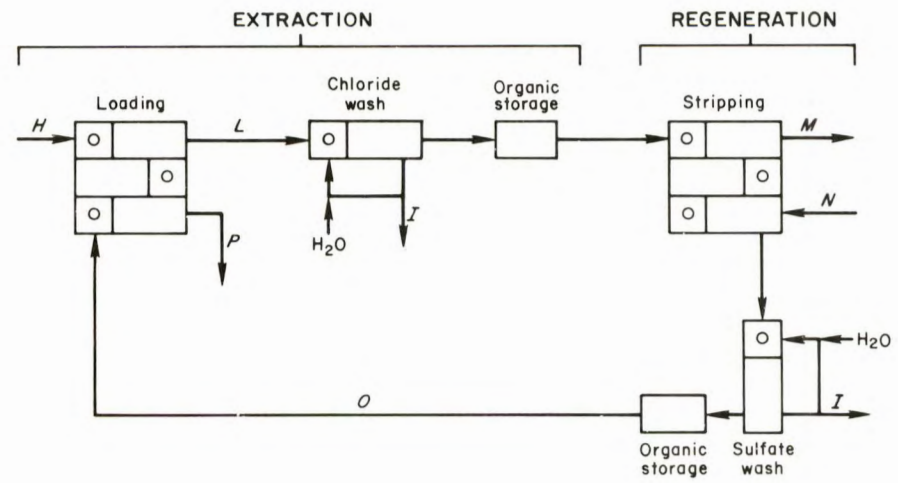 EXTRACTION
REGENERATION
Loading
Chloride
wash
Organic
storage
Stripping
H
L
M
N
P
I
H2O
H2O
O
I
Organic
storage
Sulfate
wash